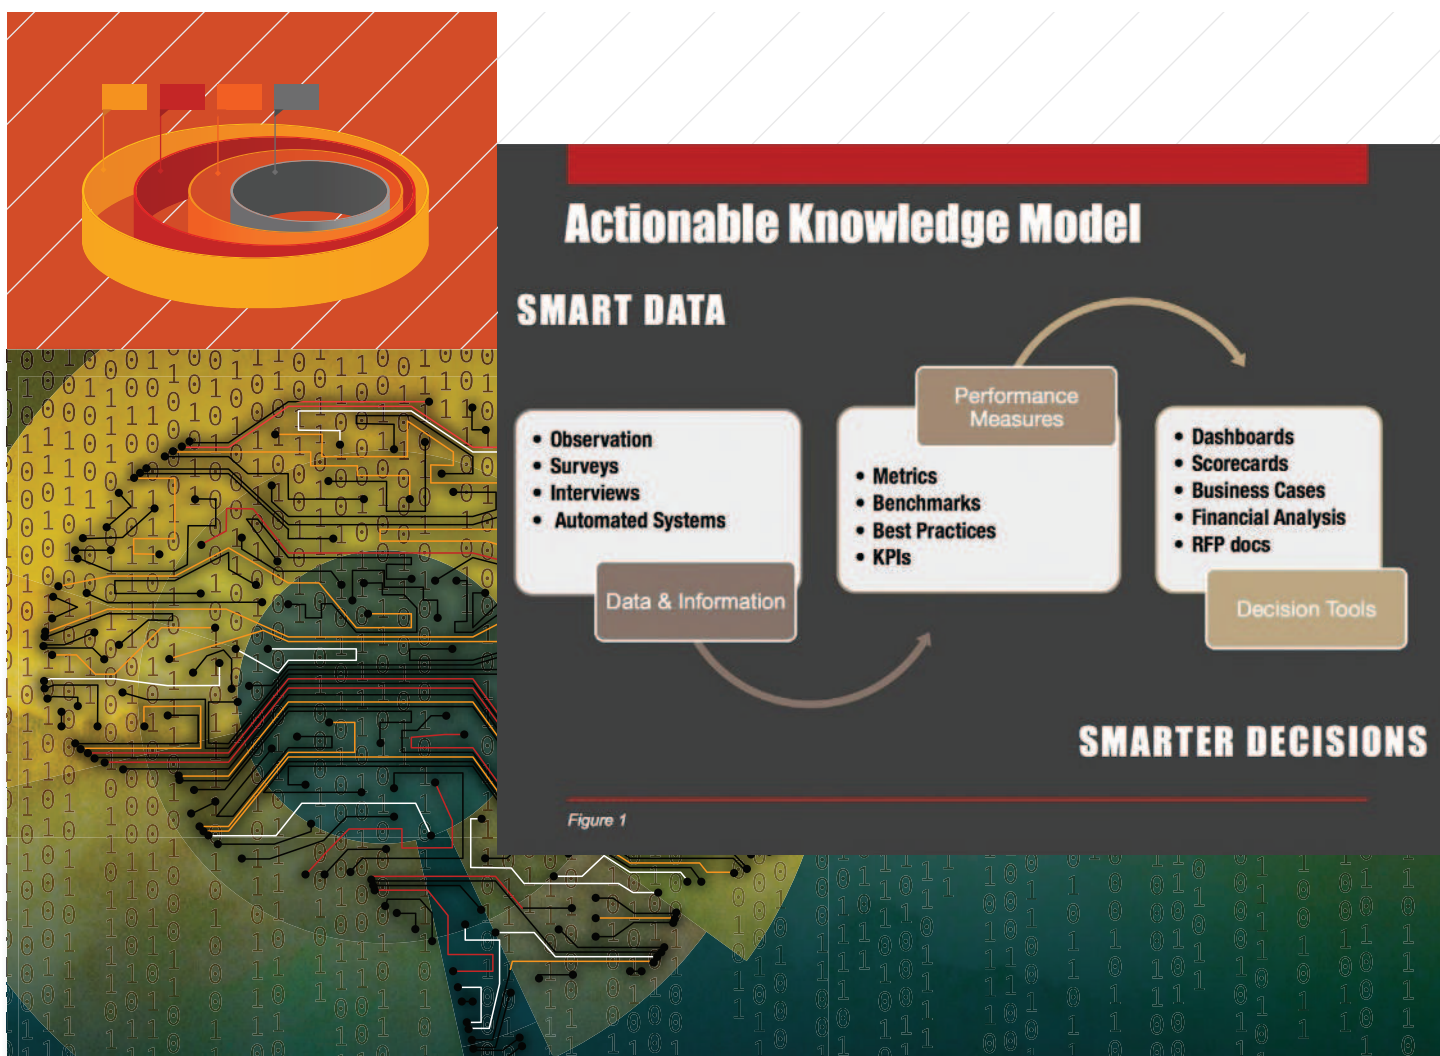 Actionable Knowledge Model
SMART DATA
• Observation
• Surveys
• Interviews
• Automated Systems
Data & Information
Performance
Measures
• Metrics
• Benchmarks
• Best Practices
• KPIs
• Dashboards
• Scorecards
• Business Cases
• Financial Analysis
• RFP docs
Decision Tools
SMARTER DECISIONS
Figure 1